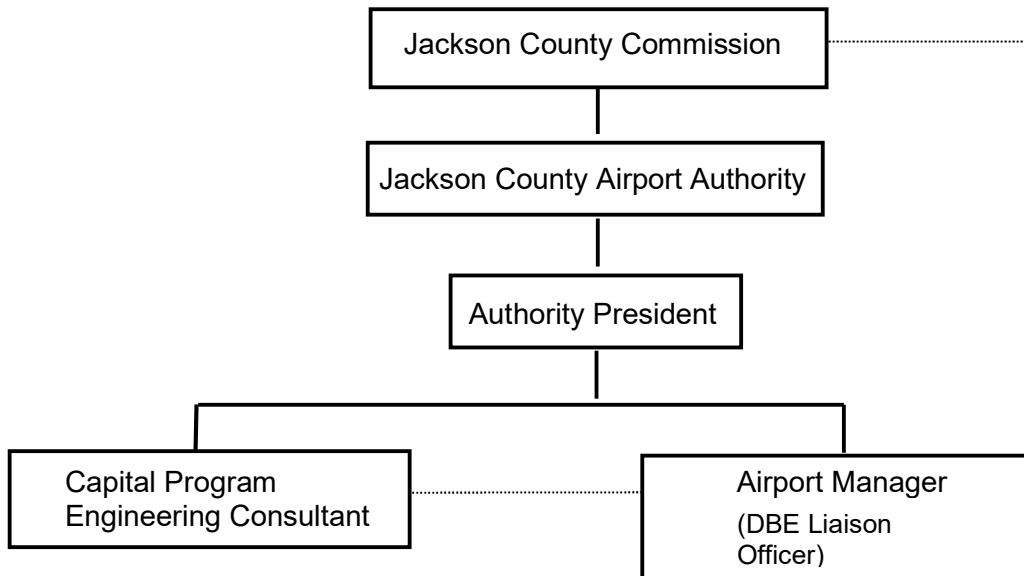 Jackson County Commission
Jackson County Airport Authority
Authority President
Capital Program
Engineering Consultant
Airport Manager
(DBE Liaison
Officer)